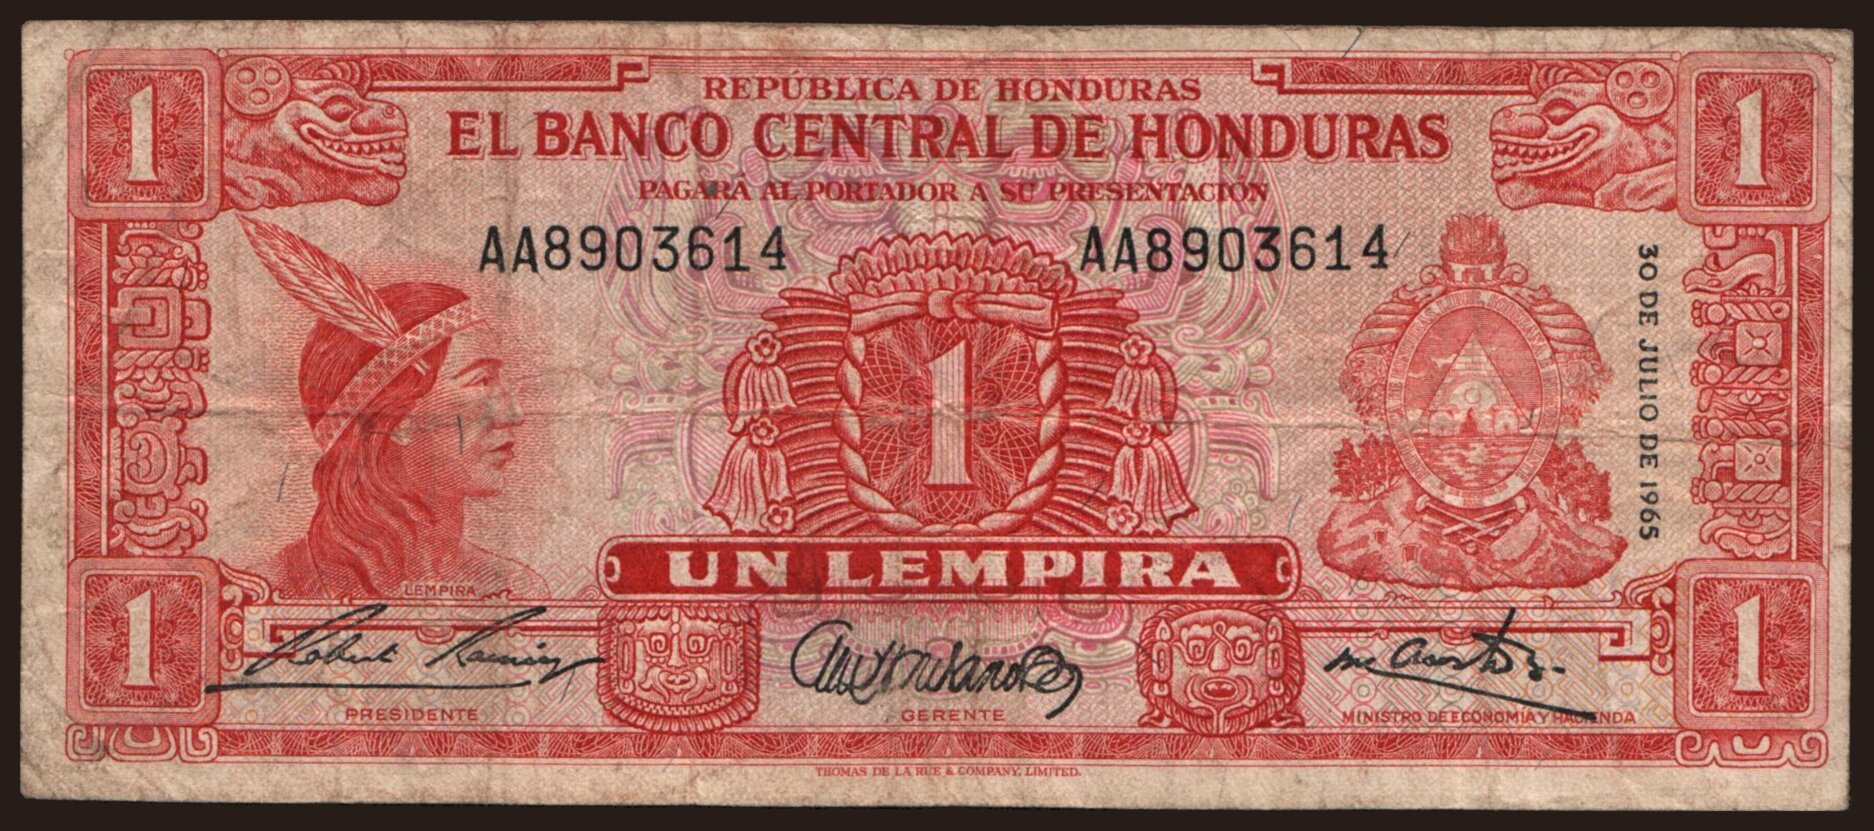 1
1
REPÚBLICA DE HONDURAS
EL BANCO CENTRAL DE HONDURAS
PAGARA AL PORTADOR A SU PRESENTACION
AA8903614
AA8903614
30 DE JULIO DE 1965
1
UN LEMPIRA
LEMPIRA
1
1
PRESIDENTE
GERENTE
MINISTRO DE ECONOMÍA Y HACIENDA
THOMAS DE LA RUE & COMPANY, LIMITED.